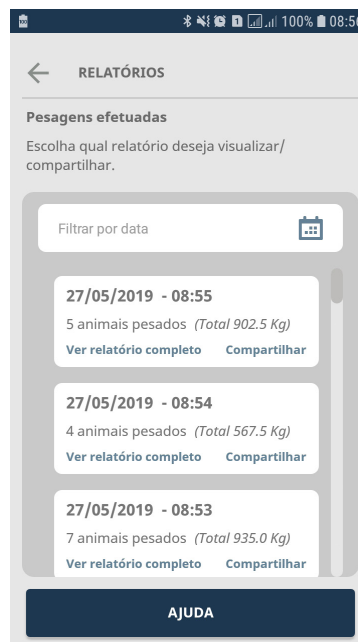 100% 08:50
RELATÓRIOS
Pesagens efetuadas
Escolha qual relatório deseja visualizar/
compartilhar.
Filtrar por data
27/05/2019 - 08:55
5 animais pesados (Total 902.5 Kg)
Ver relatório completo Compartilhar
27/05/2019 - 08:54
4 animais pesados (Total 567.5 Kg)
Ver relatório completo Compartilhar
27/05/2019 - 08:53
7 animais pesados (Total 935.0 Kg)
Ver relatório completo Compartilhar
AJUDA